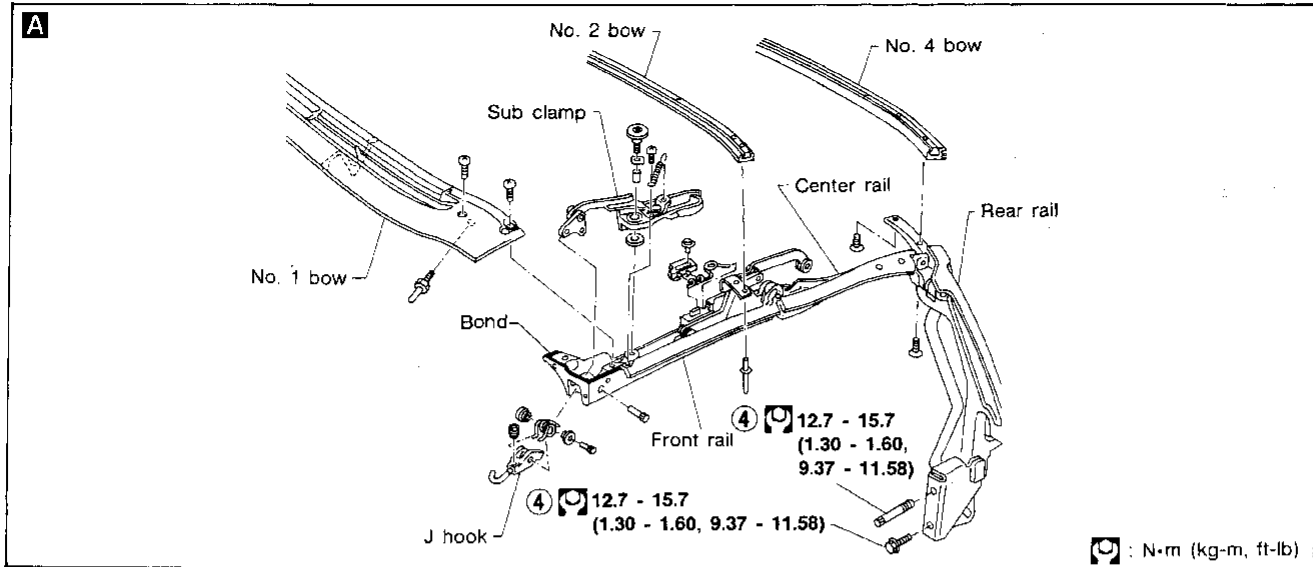 A
No. 2 bow
No. 4 bow
Sub clamp
Center rail
Rear rail
No. 1 bow
Bond
Front rail
④ 12.7 - 15.7
(1.30 - 1.60,
9.37 - 11.58)
④ 12.7 - 15.7
(1.30 - 1.60, 9.37 - 11.58)
J hook
: N•m (kg-m, ft-lb)